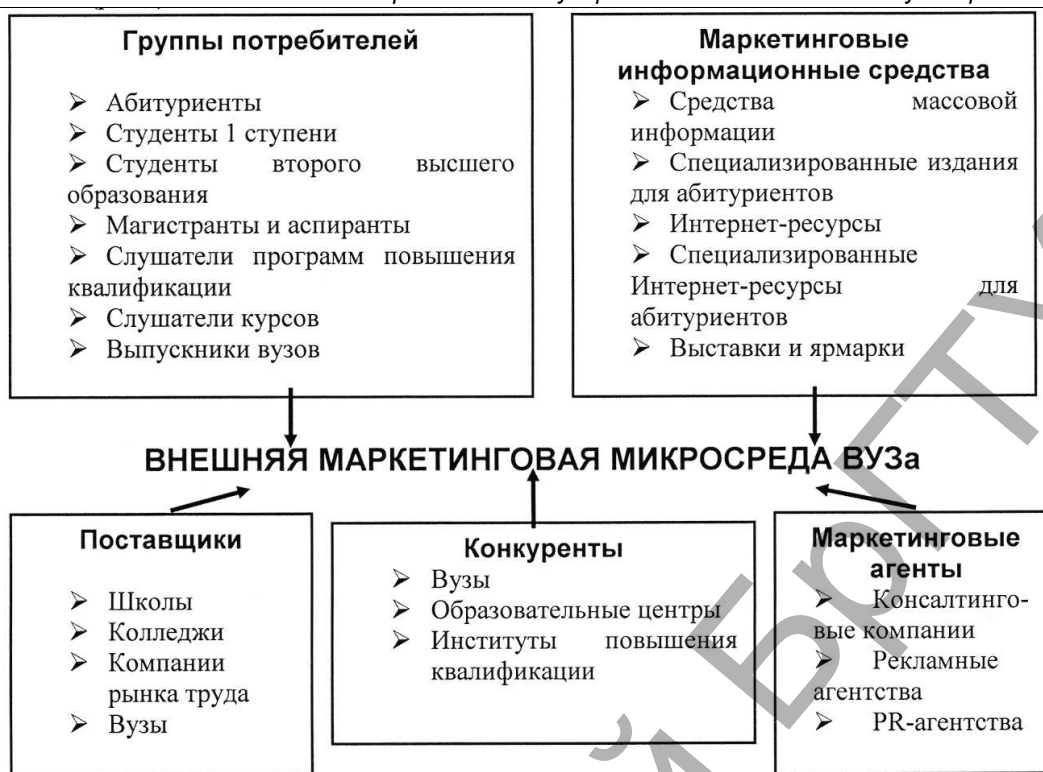 Группы потребителей
➢ Абитуриенты
➢ Студенты 1 ступени
➢ Студенты второго высшего
образования
➢ Магистранты и аспиранты
➢ Слушатели программ повышения
квалификации
➢ Слушатели курсов
➢ Выпускники вузов
Маркетинговые
информационные средства
➢ Средства массовой
информации
➢ Специализированные издания
для абитуриентов
➢ Интернет-ресурсы
➢ Специализированные
Интернет-ресурсы для
абитуриентов
➢ Выставки и ярмарки
ВНЕШНЯЯ МАРКЕТИНГОВАЯ МИКРОСРЕДА ВУЗа
Поставщики
➢ Школы
➢ Колледжи
➢ Компании
рынка труда
➢ Вузы
Конкуренты
➢ Вузы
➢ Образовательные центры
➢ Институты повышения
квалификации
Маркетинговые
агенты
➢ Консалтинго-
вые компании
➢ Рекламные
агентства
➢ PR-агентства
БрГТУ